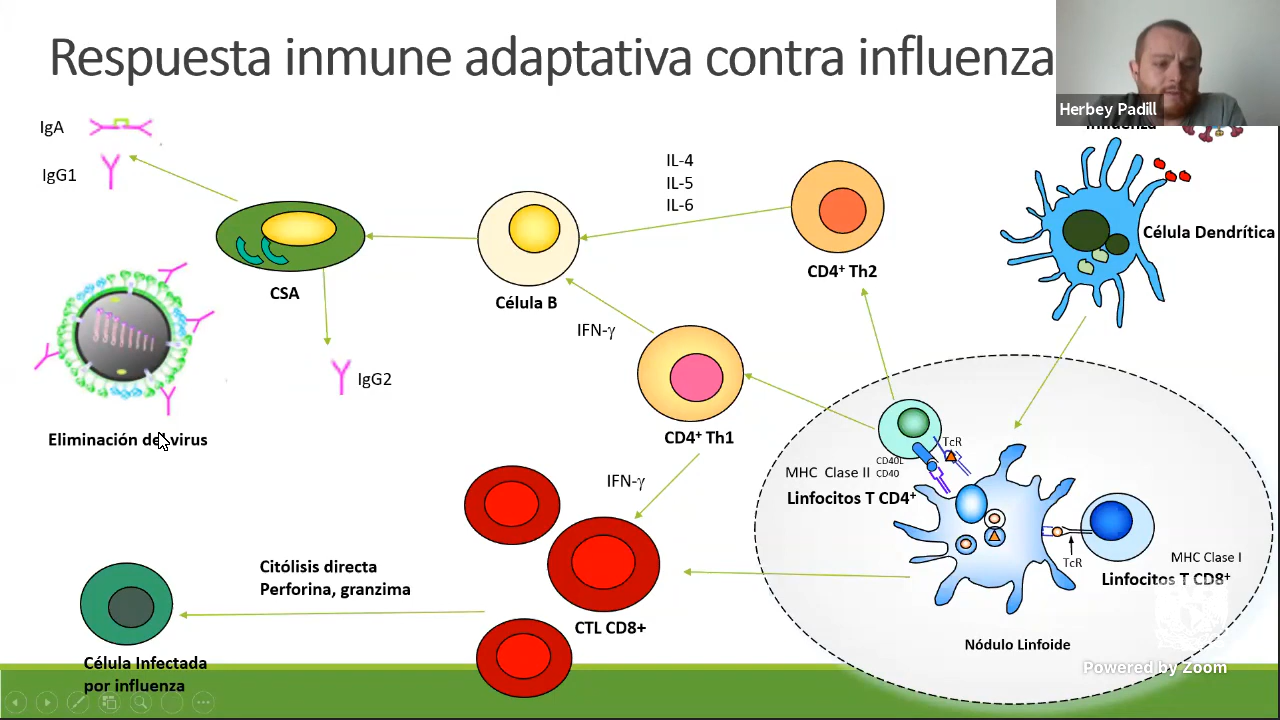 Respuesta inmune adaptativa contra influenza
Herbey Padill
Influenza
IgA
IgG1
IL-4
IL-5
IL-6
Célula Dendrítica
CD4⁺ Th2
CSA
Célula B
IFN-γ
IgG2
CD4⁺ Th1
Eliminación del virus
TcR
CD40L
CD40
MHC Clase II
Linfocitos T CD4⁺
IFN-γ
MHC Clase I
TcR
Linfocitos T CD8⁺
Citólisis directa
Perforina, granzima
CTL CD8+
Nódulo Linfoide
Célula Infectada
por influenza
Powered by Zoom